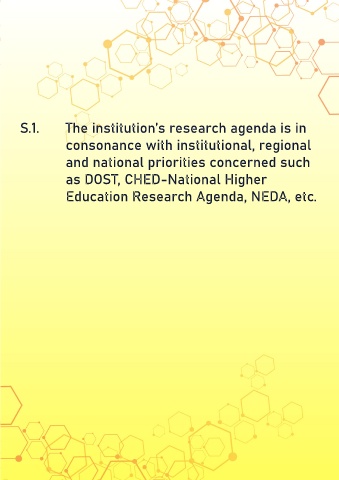 S.1. The institution's research agenda is in
consonance with institutional, regional
and national priorities concerned such
as DOST, CHED-National Higher
Education Research Agenda, NEDA, etc.